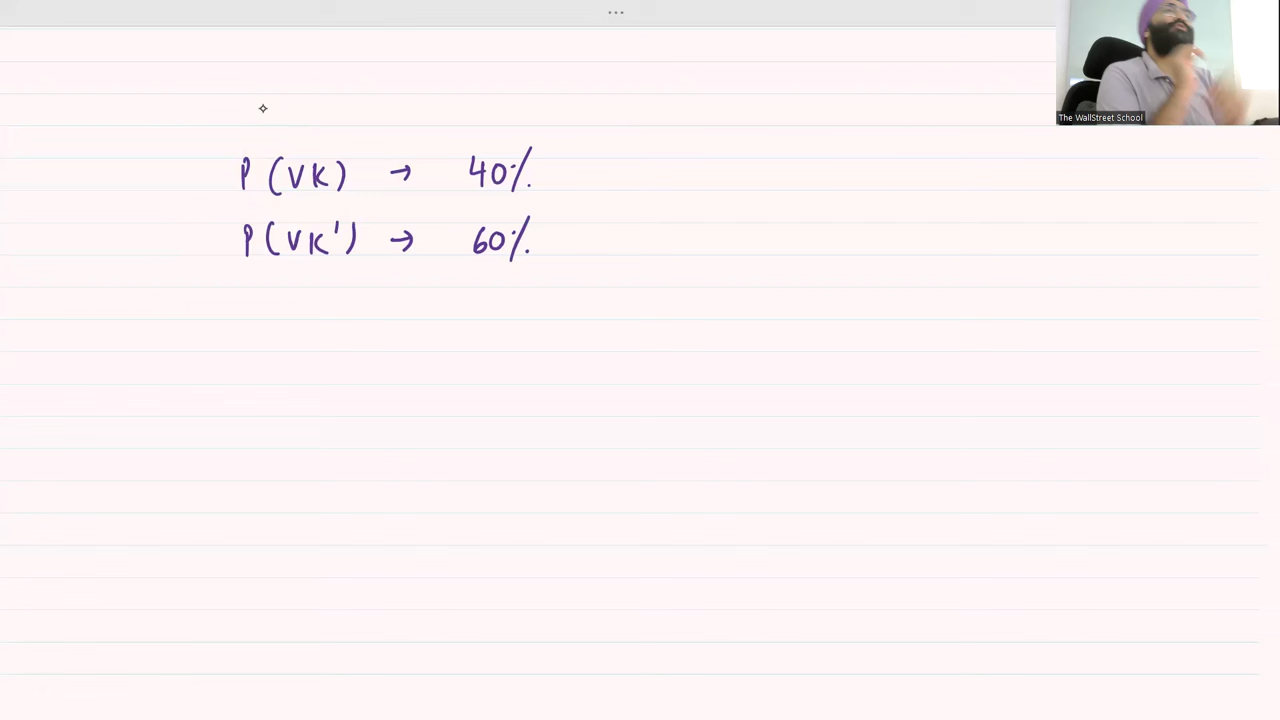 The WallStreet School
P (VK) → 40%
P (VK') → 60%